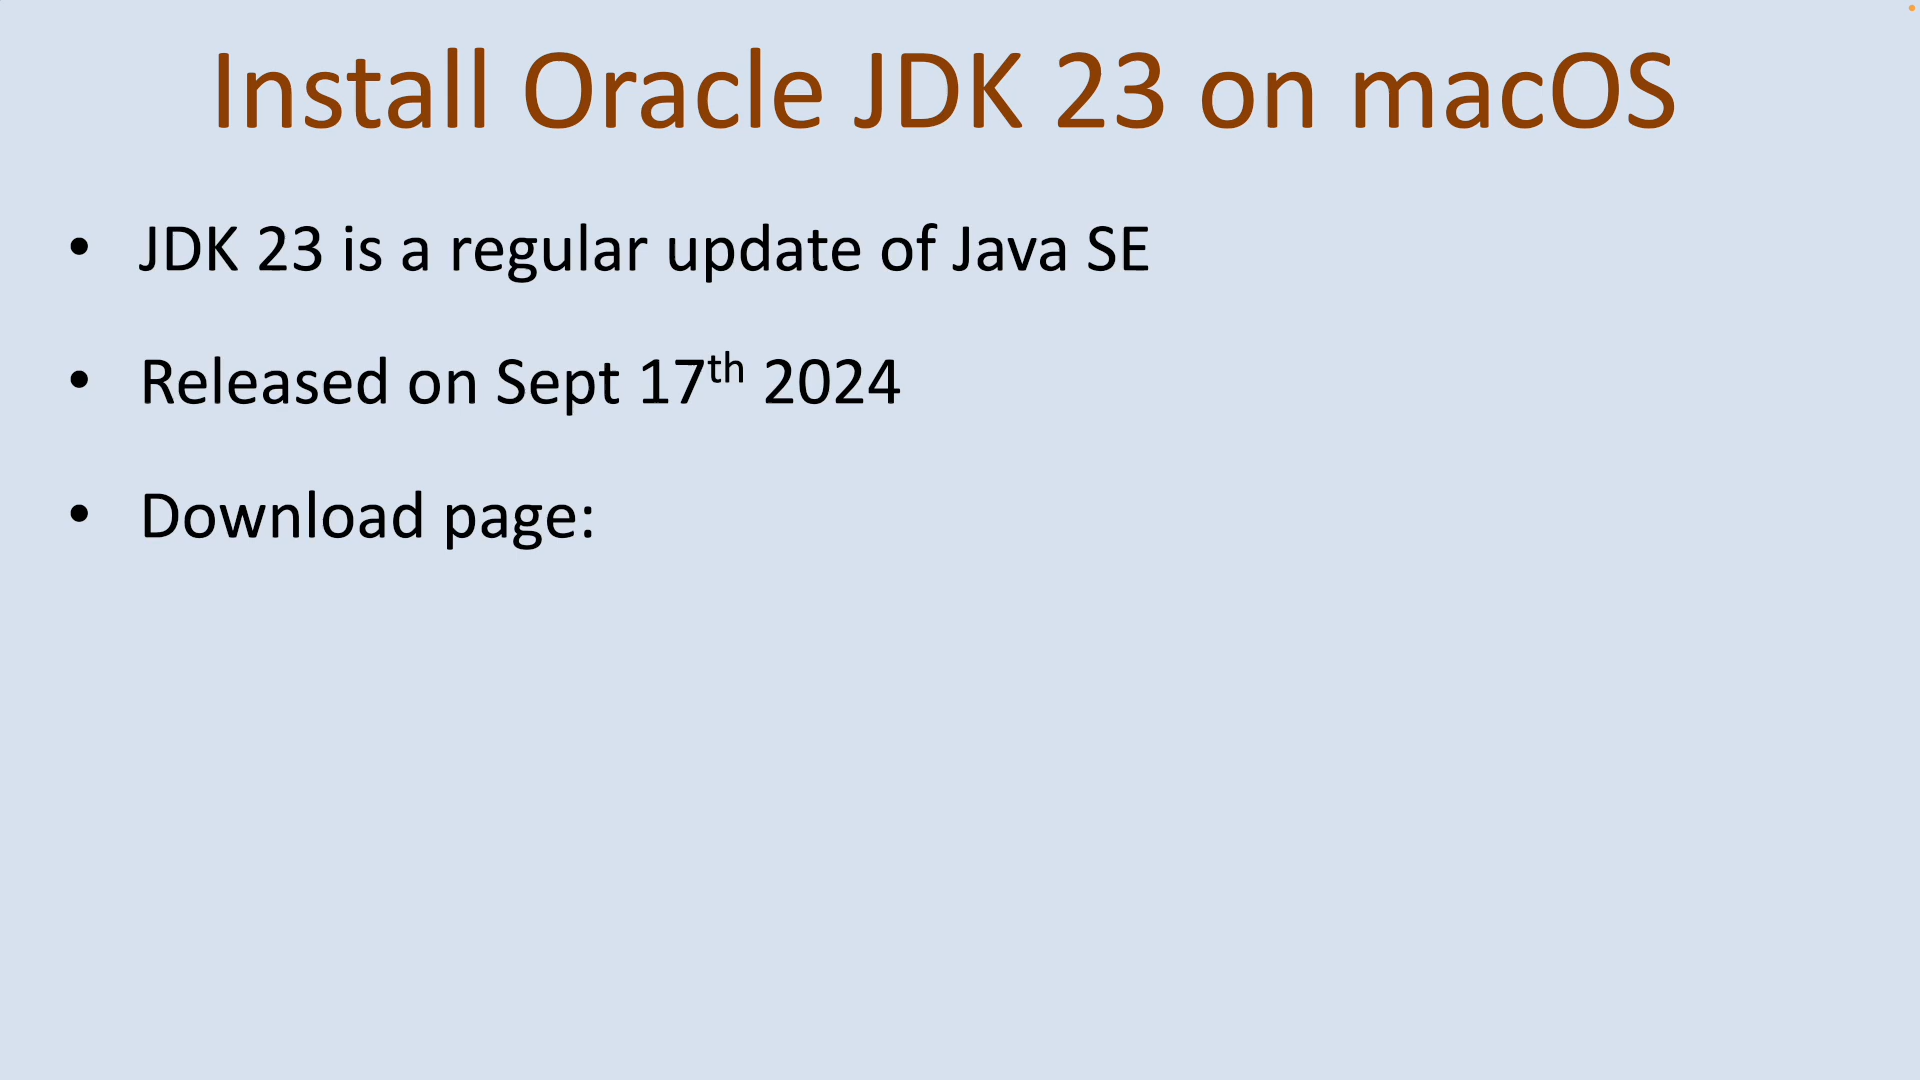 Install Oracle JDK 23 on macOS
• JDK 23 is a regular update of Java SE
• Released on Sept 17th 2024
• Download page: